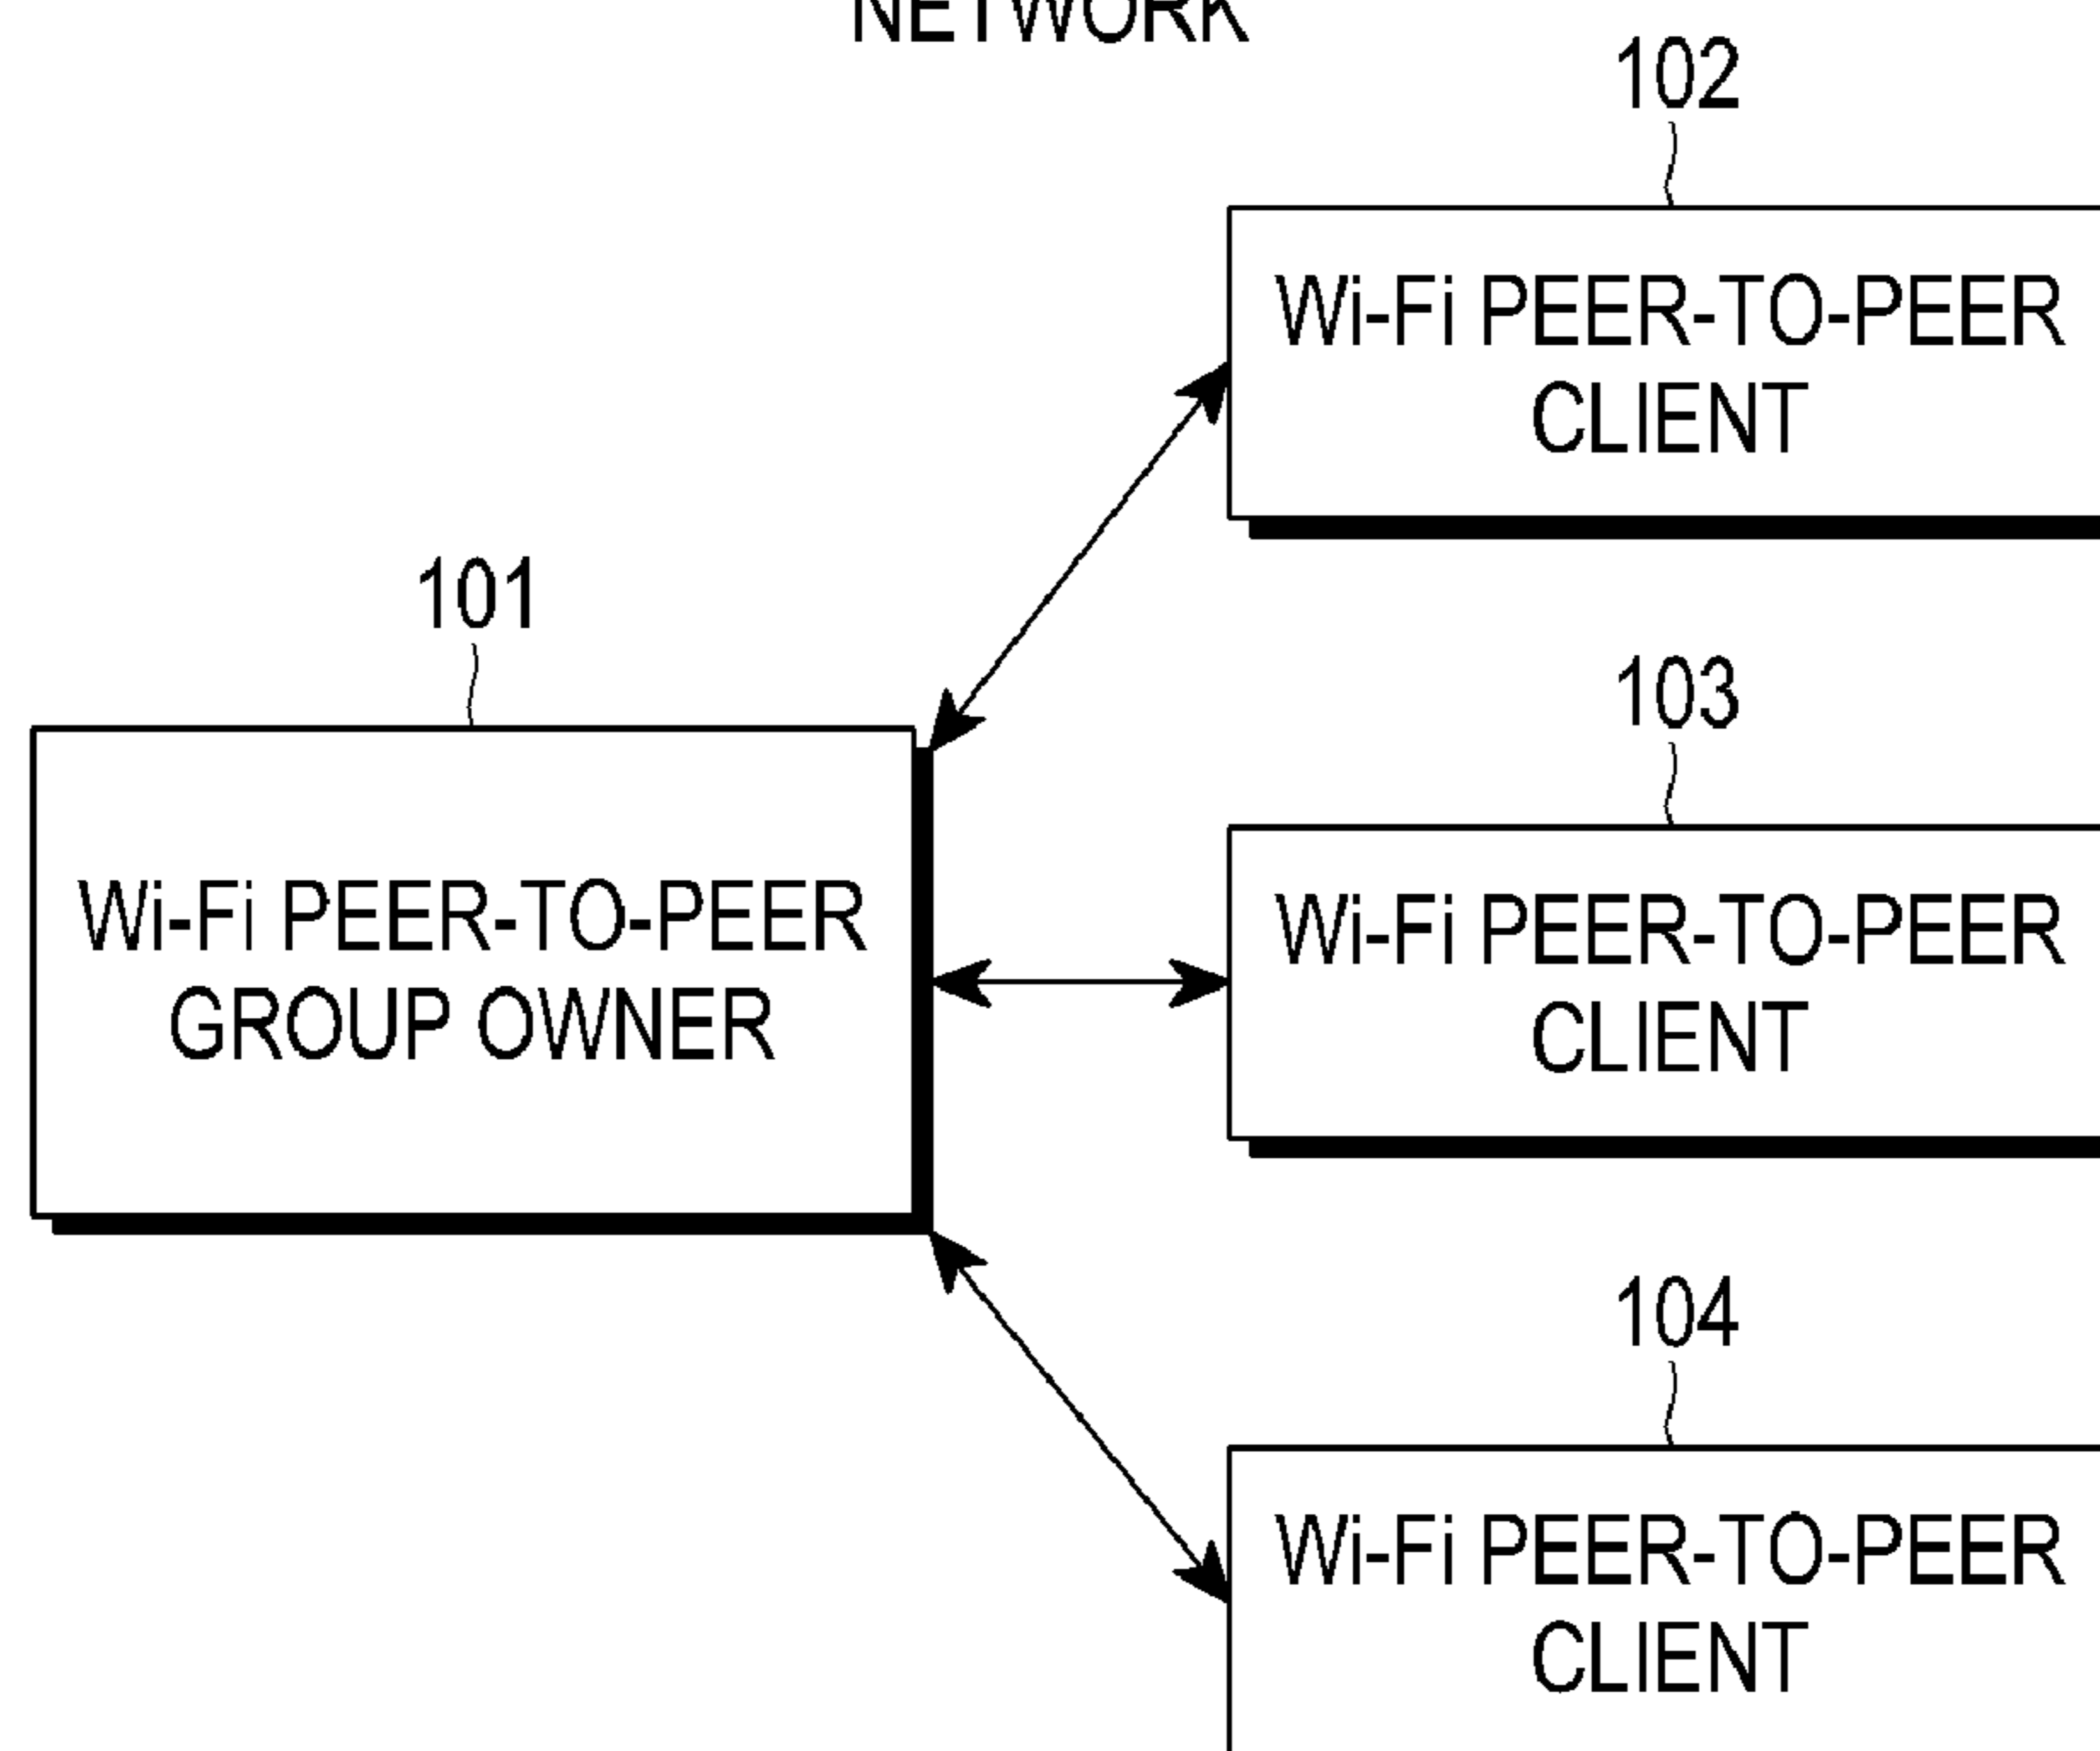 NETWORK
102
Wi-Fi PEER-TO-PEER
CLIENT
101
Wi-Fi PEER-TO-PEER
GROUP OWNER
103
Wi-Fi PEER-TO-PEER
CLIENT
104
Wi-Fi PEER-TO-PEER
CLIENT